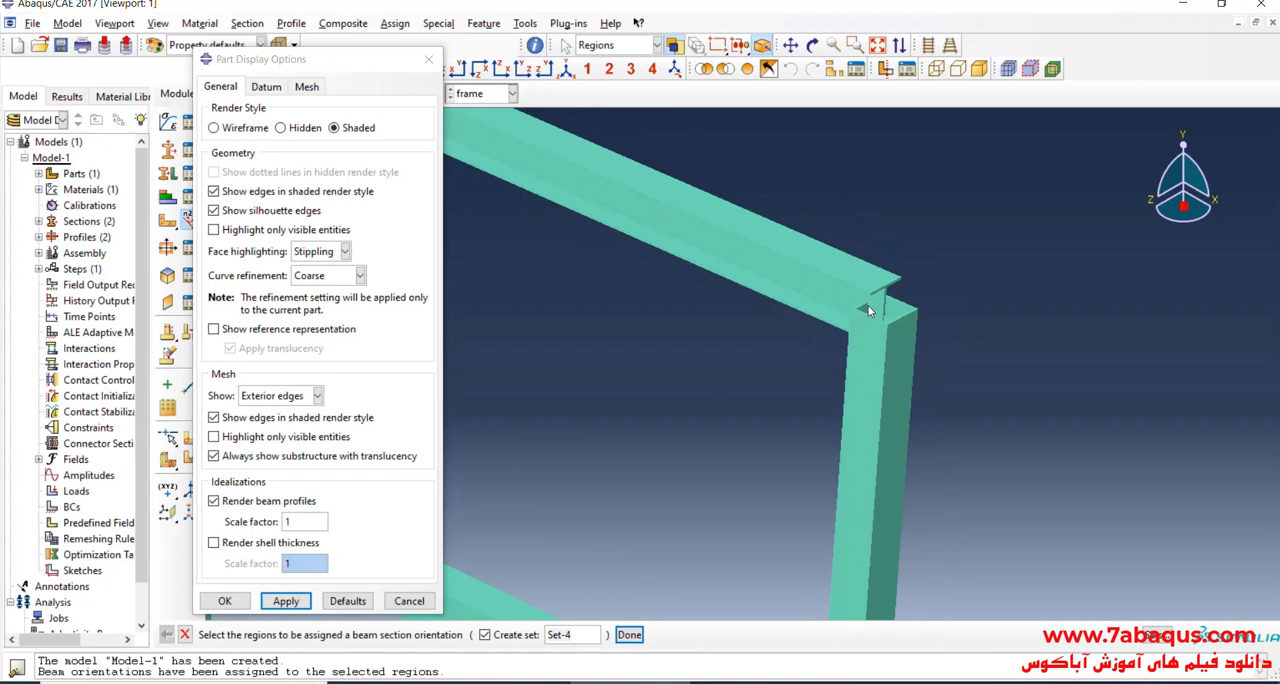 Abaqus/CAE 2017 [Viewport: 1]
File Model Viewport View Material Section Profile Composite Assign Special Feature Tools Plug-ins Help
Property defaults
Regions
1 2 3 4
Model Results Material Libr
Module
frame
Model D
Models (1)
Model-1
Parts (1)
Materials (1)
Calibrations
Sections (2)
Profiles (2)
Assembly
Steps (1)
Field Output Rec
History Output F
Time Points
ALE Adaptive M
Interactions
Interaction Prop
Contact Control
Contact Initializa
Contact Stabiliza
Constraints
Connector Secti
Fields
Amplitudes
Loads
BCs
Predefined Field
Remeshing Rule
Optimization Ta
Sketches
Annotations
Analysis
Jobs
Part Display Options
General Datum Mesh
Render Style
Wireframe Hidden Shaded
Geometry
Show dotted lines in hidden render style
Show edges in shaded render style
Show silhouette edges
Highlight only visible entities
Face highlighting: Stippling
Curve refinement: Coarse
Note: The refinement setting will be applied only
to the current part.
Show reference representation
Apply translucency
Mesh
Show: Exterior edges
Show edges in shaded render style
Highlight only visible entities
Always show substructure with translucency
Idealizations
Render beam profiles
Scale factor: 1
Render shell thickness
Scale factor: 1
OK Apply Defaults Cancel
Y
Z X
Select the regions to be assigned a beam section orientation ( Create set: Set-4 ) Done
www.7abaqus.com
دانلود فیلم های آموزش آباکوس
The model "Model-1" has been created.
Beam orientations have been assigned to the selected regions.